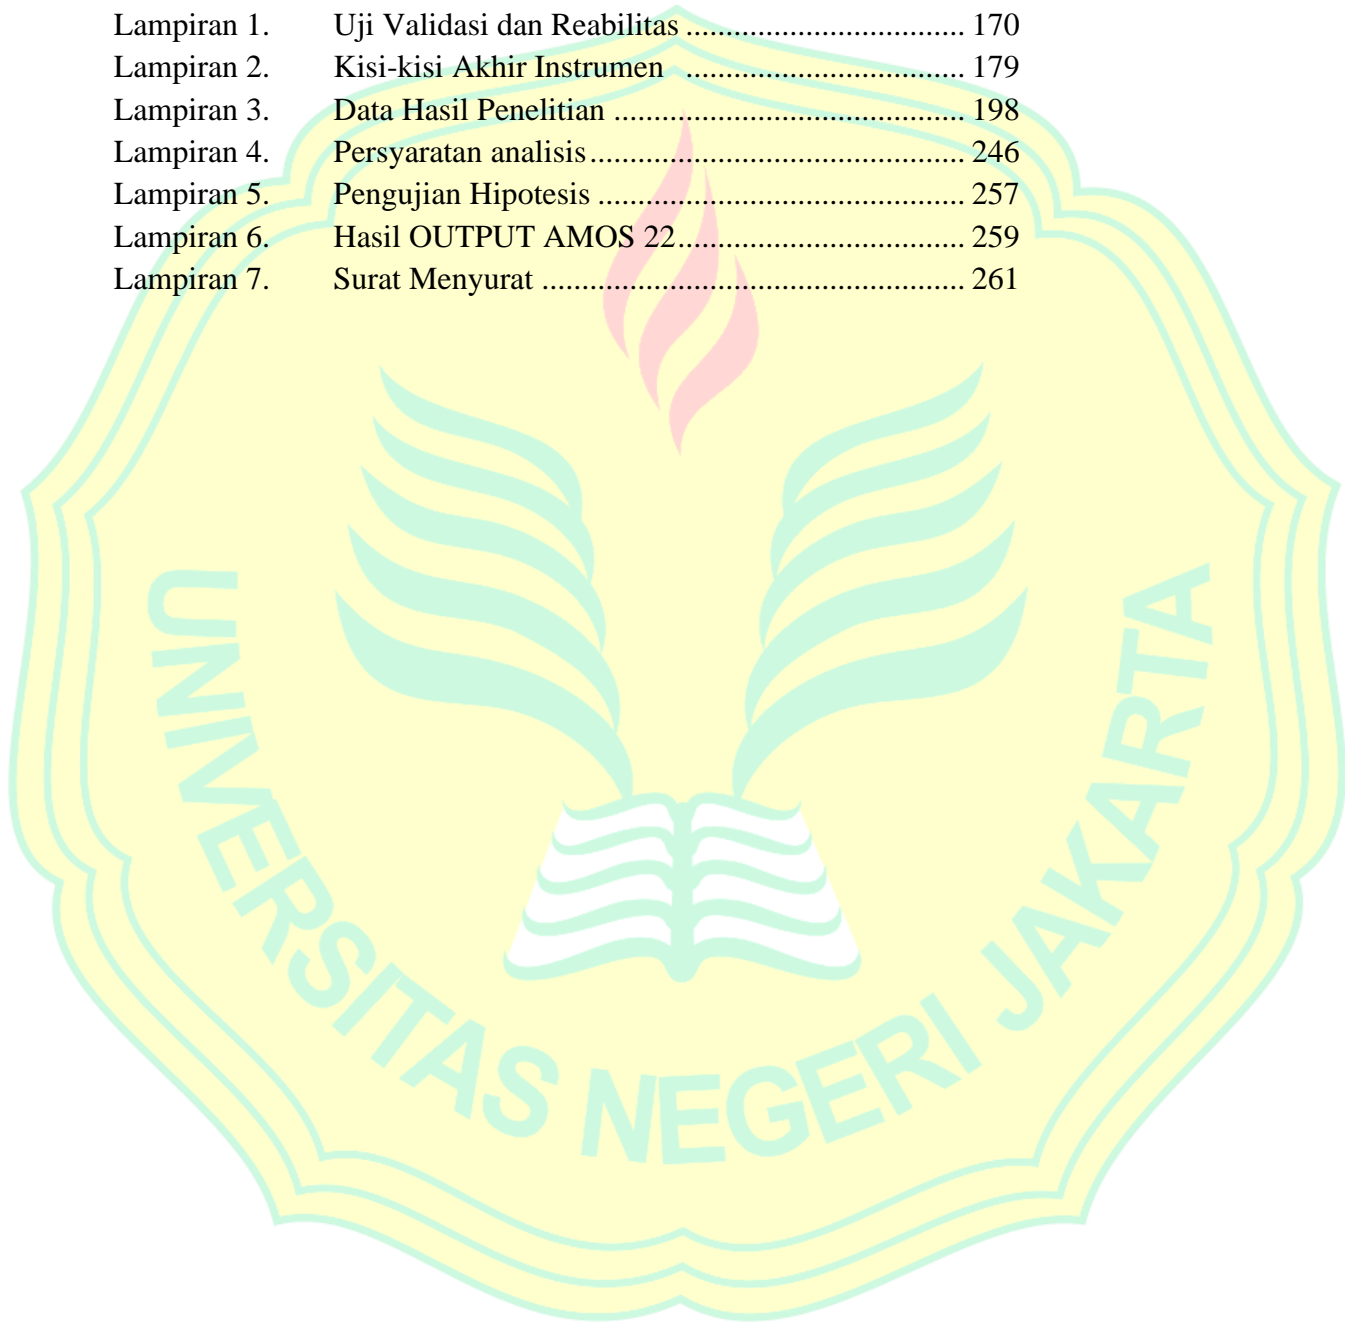 Lampiran 1. Uji Validasi dan Reabilitas ................................... 170
Lampiran 2. Kisi-kisi Akhir Instrumen ................................... 179
Lampiran 3. Data Hasil Penelitian ............................................ 198
Lampiran 4. Persyaratan analisis ............................................... 246
Lampiran 5. Pengujian Hipotesis .............................................. 257
Lampiran 6. Hasil OUTPUT AMOS 22.................................... 259
Lampiran 7. Surat Menyurat ..................................................... 261
UNIVERSITAS NEGERI JAKARTA